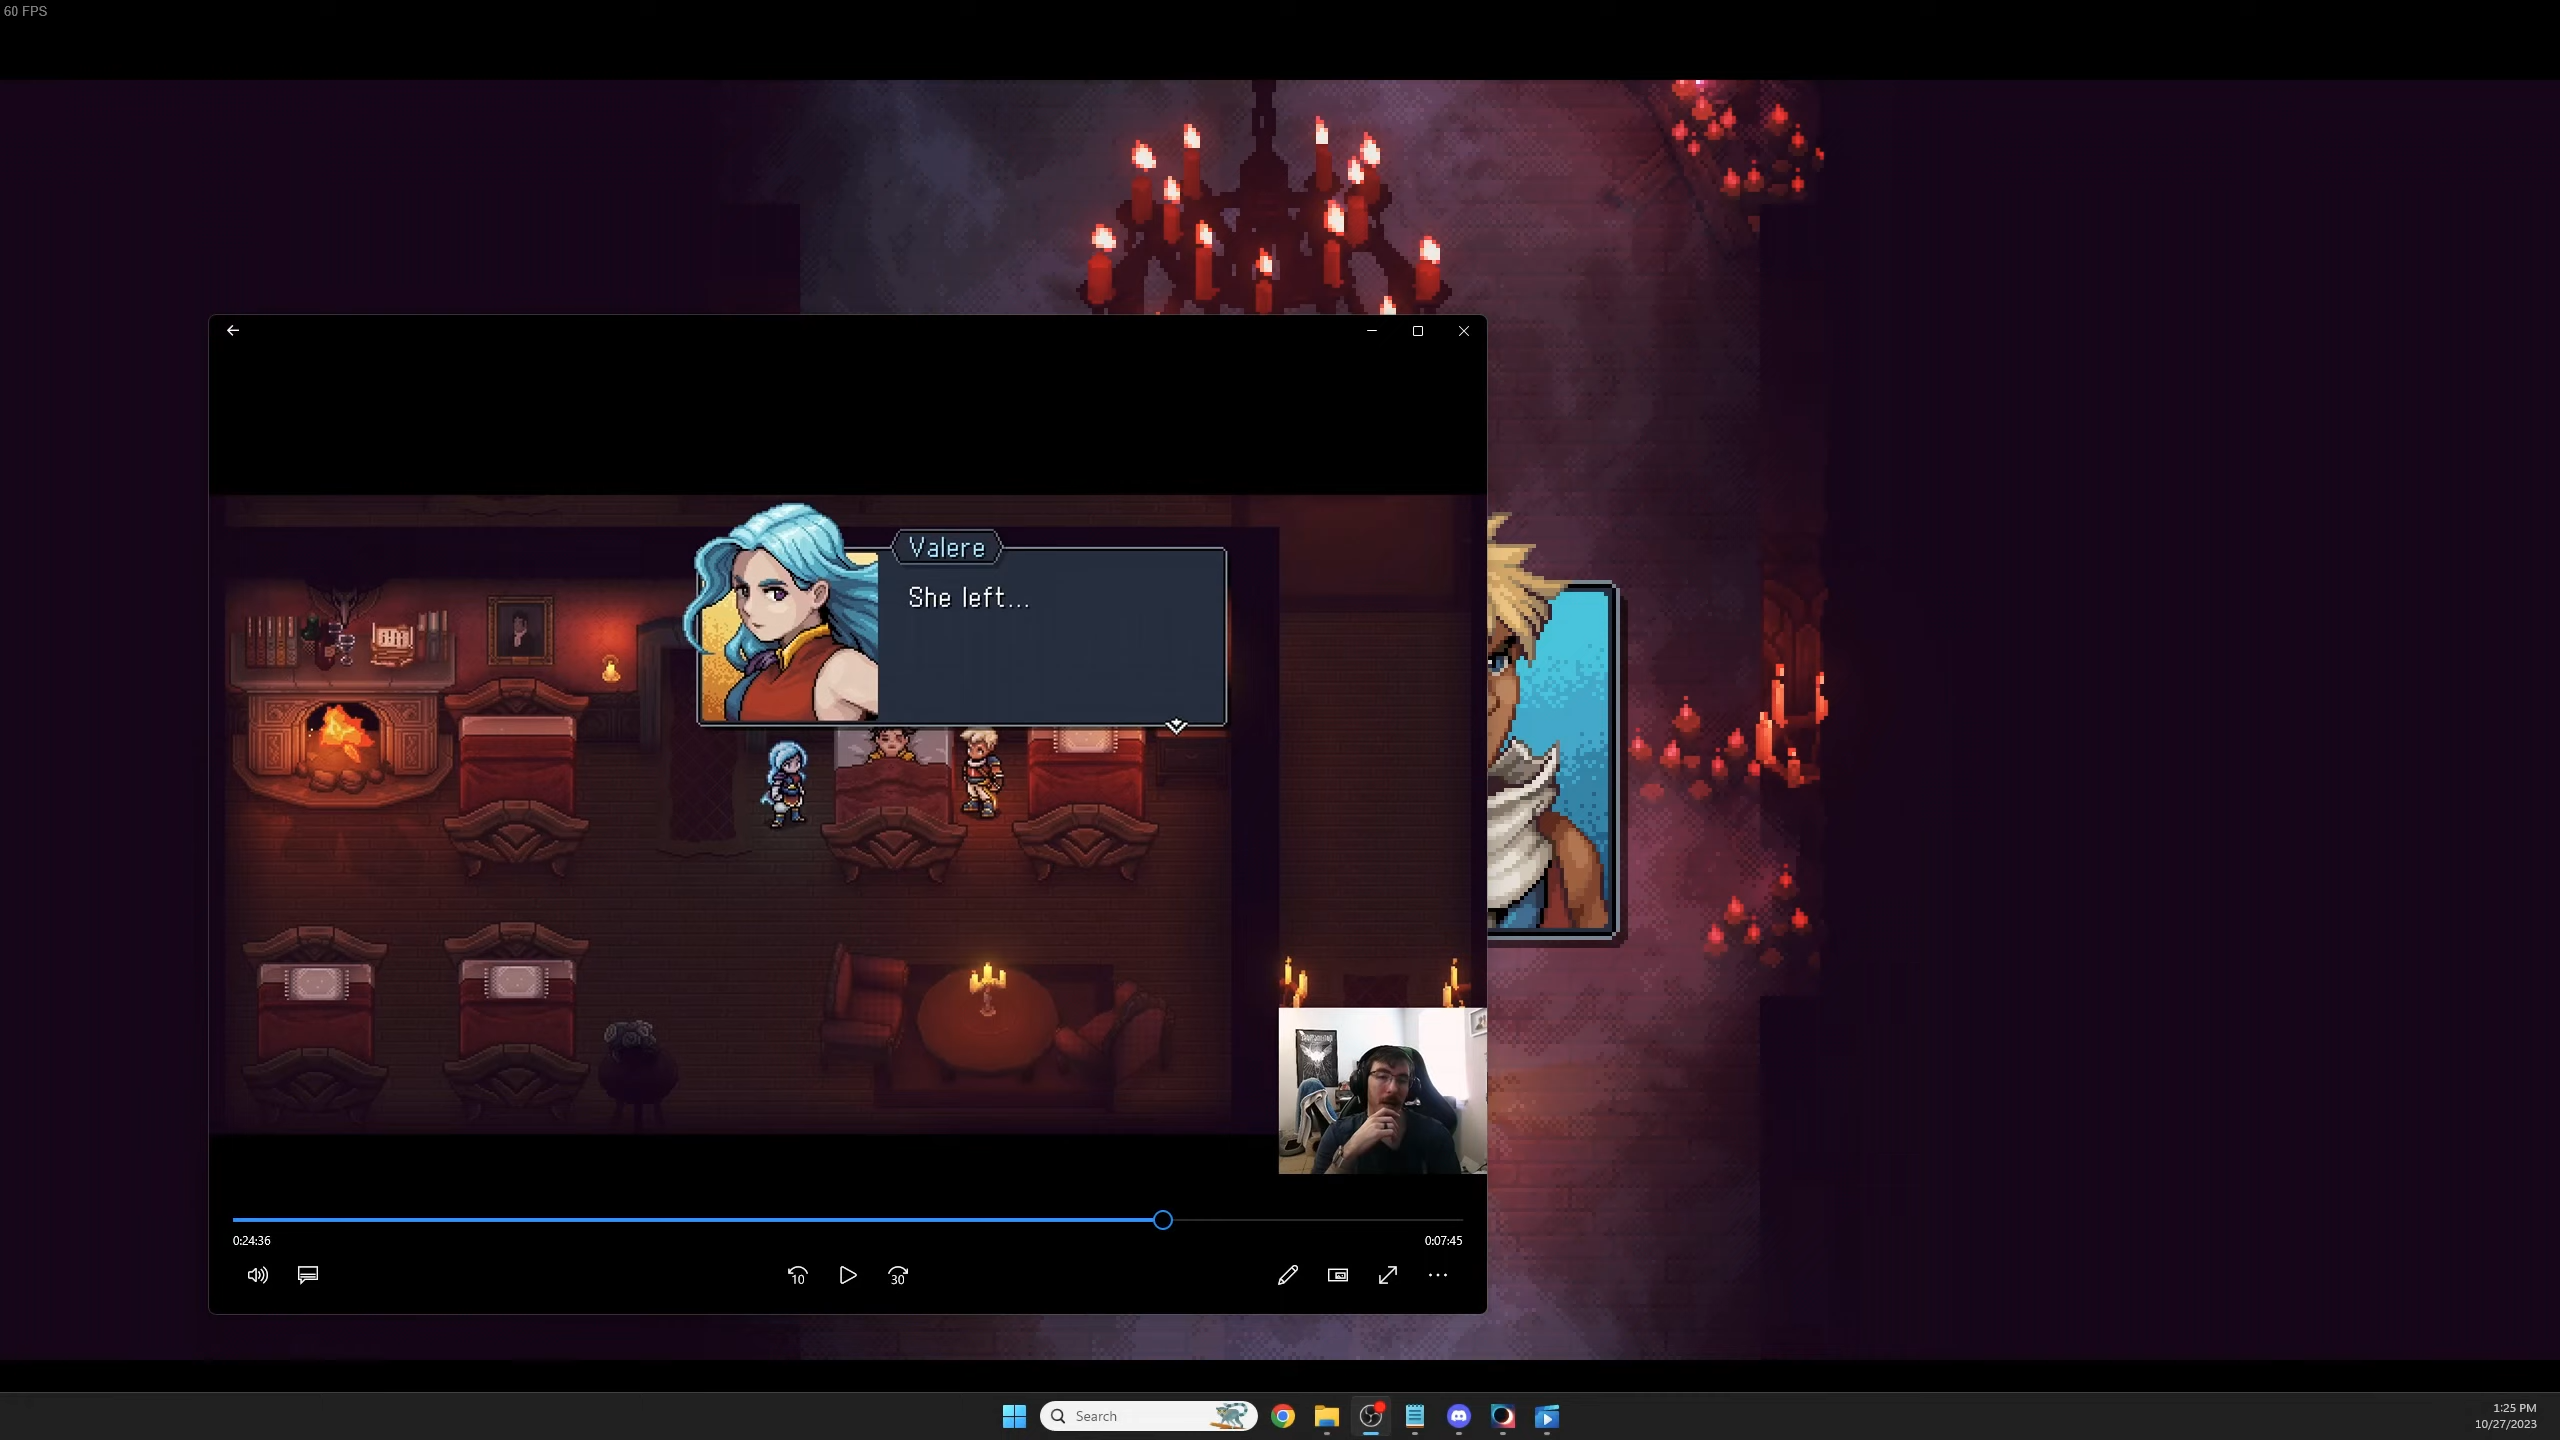 60 FPS
Valere
She left...
0:24:36
0:07:45
10
30
Search
1:25 PM
10/27/2023